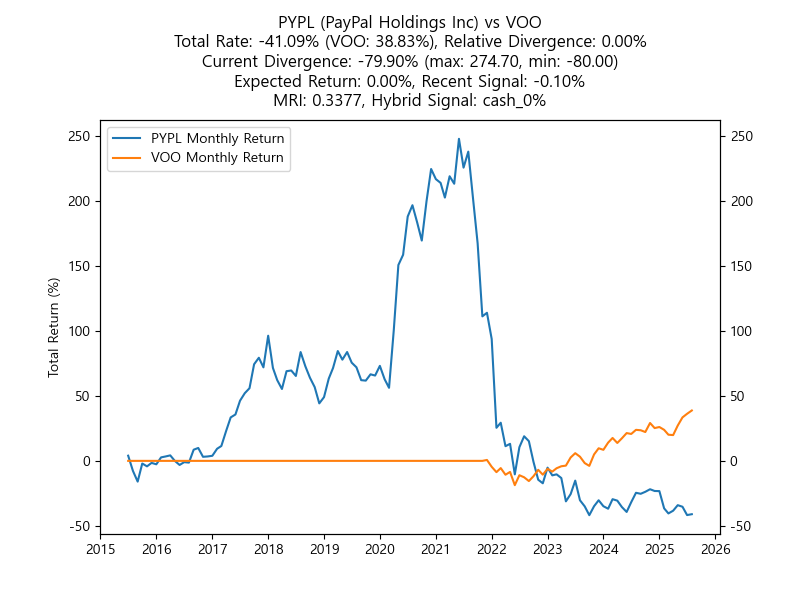 PYPL (PayPal Holdings Inc) vs VOO
Total Rate: -41.09% (VOO: 38.83%), Relative Divergence: 0.00%
Current Divergence: -79.90% (max: 274.70, min: -80.00)
Expected Return: 0.00%, Recent Signal: -0.10%
MRI: 0.3377, Hybrid Signal: cash_0%
PYPL Monthly Return
VOO Monthly Return
Total Return (%)
250
200
150
100
50
0
-50
250
200
150
100
50
0
-50
2015 2016 2017 2018 2019 2020 2021 2022 2023 2024 2025 2026